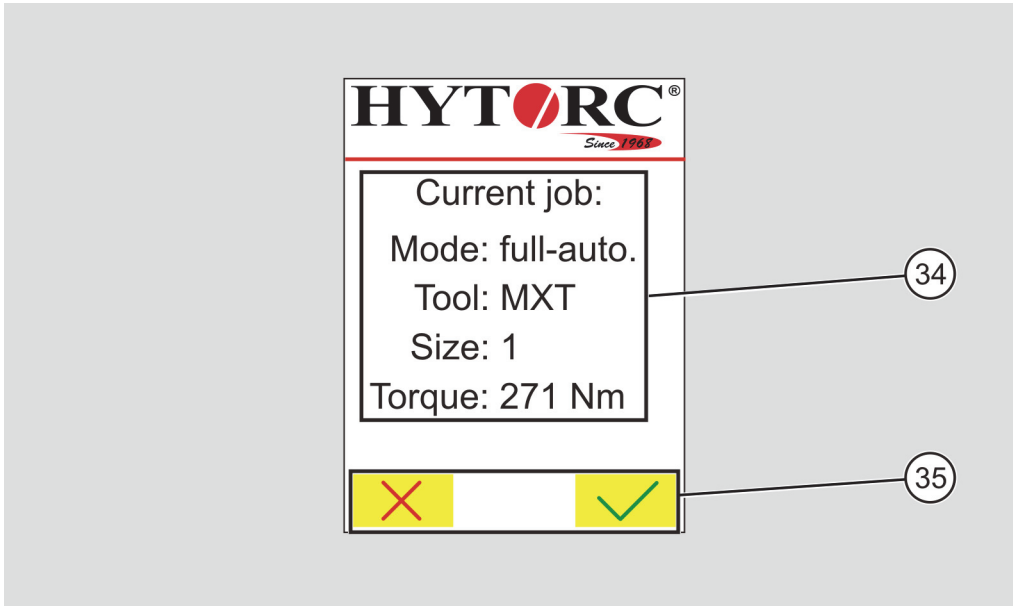 HYTORC®
Since 1968
Current job:
Mode: full-auto.
Tool: MXT
Size: 1
Torque: 271 Nm
34
35